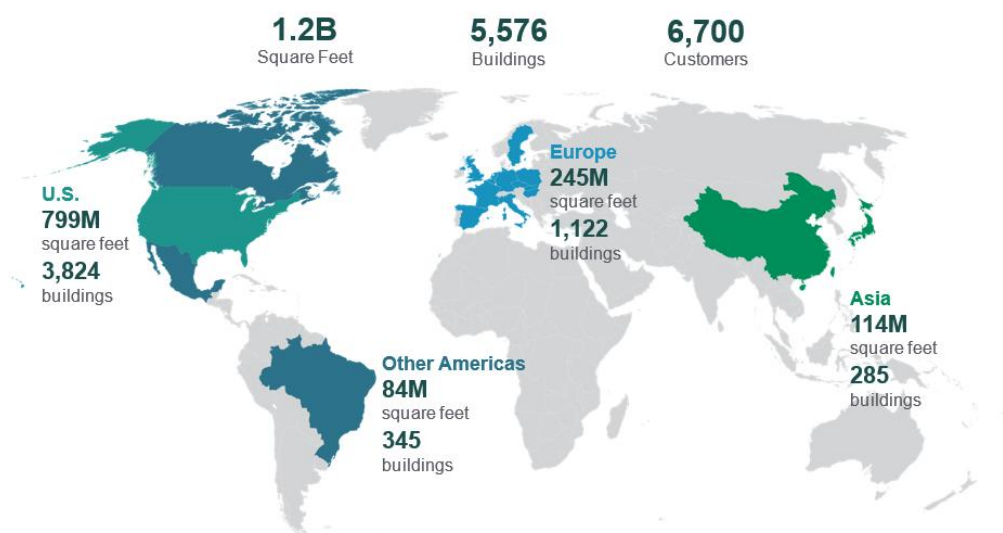 1.2B
Square Feet
5,576
Buildings
6,700
Customers
U.S.
799M
square feet
3,824
buildings
Europe
245M
square feet
1,122
buildings
Asia
114M
square feet
285
buildings
Other Americas
84M
square feet
345
buildings